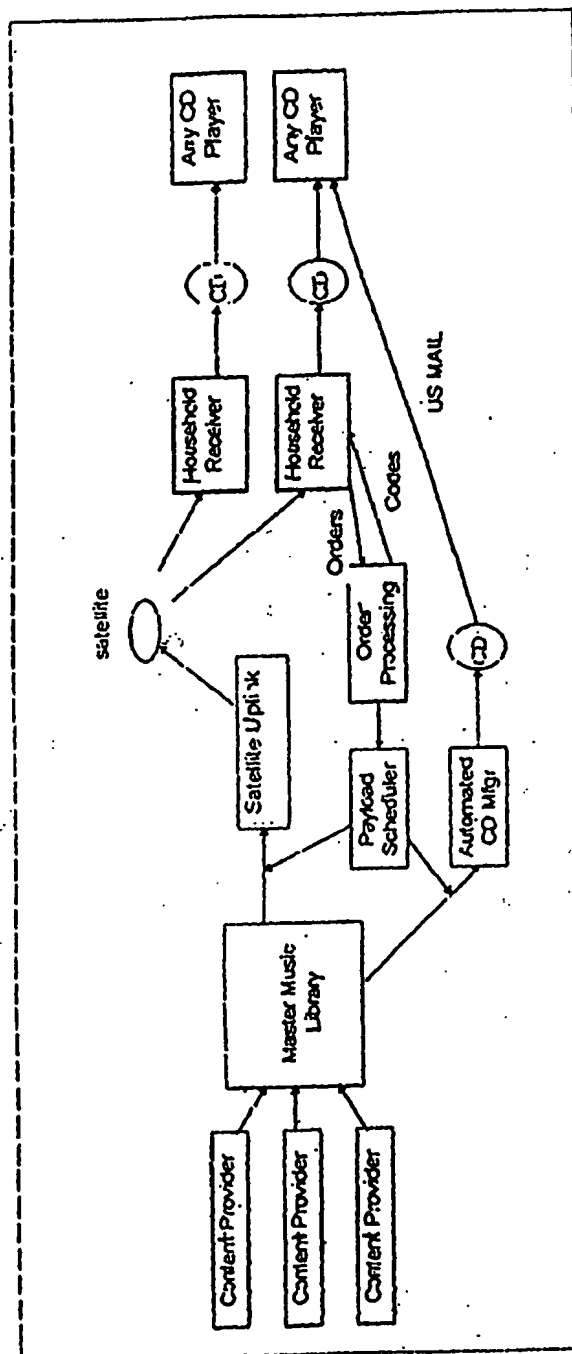 Content Provider
Content Provider
Content Provider
Master Music
Library
Satellite Uplink
satellite
Payload
Scheduler
Automated
CD Mfgr
Order
Processing
Orders
Codes
CD
US MAIL
Household
Receiver
Household
Receiver
CD
CD
Any CD
Player
Any CD
Player